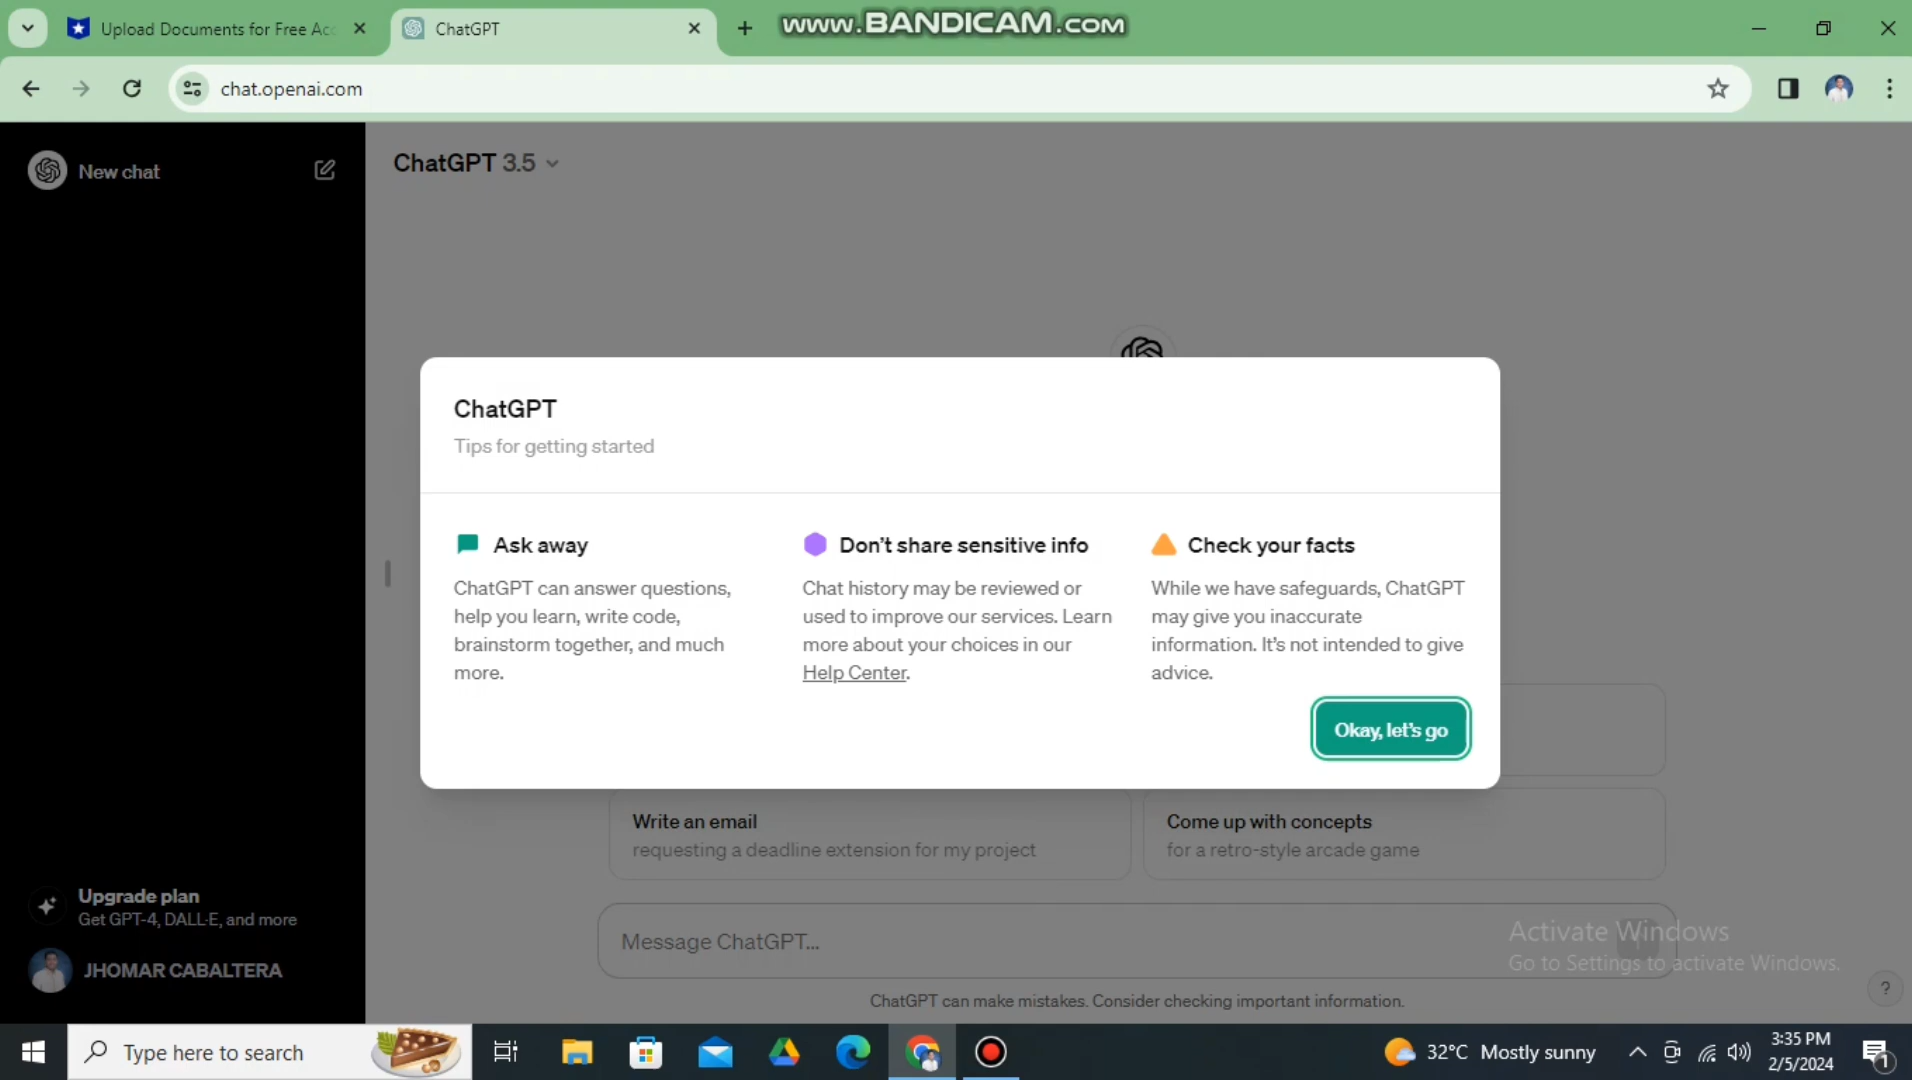 Upload Documents for Free Acc
ChatGPT
www.BANDICAM.com
chat.openai.com
New chat
ChatGPT 3.5
ChatGPT
Tips for getting started
Ask away
ChatGPT can answer questions,
help you learn, write code,
brainstorm together, and much
more.
Don't share sensitive info
Chat history may be reviewed or
used to improve our services. Learn
more about your choices in our
Help Center.
Check your facts
While we have safeguards, ChatGPT
may give you inaccurate
information. It's not intended to give
advice.
Okay, let's go
Write an email
requesting a deadline extension for my project
Come up with concepts
for a retro-style arcade game
Upgrade plan
Get GPT-4, DALL·E, and more
JHOMAR CABALTERA
Message ChatGPT...
Activate Windows
Go to Settings to activate Windows.
ChatGPT can make mistakes. Consider checking important information.
?
Type here to search
32°C Mostly sunny
3:35 PM
2/5/2024
1